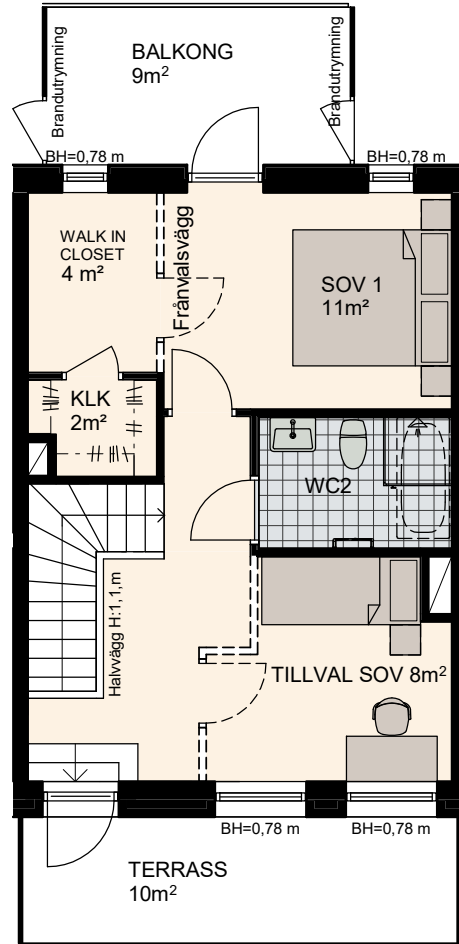 BALKONG
9m²
Brandutrymning
Brandutrymning
BH=0,78 m
BH=0,78 m
WALK IN
CLOSET
4 m²
Frånvalsvägg
SOV 1
11m²
KLK
2m²
WC2
Halvvägg H:1,1,m
TILLVAL SOV 8m²
BH=0,78 m
BH=0,78 m
TERRASS
10m²